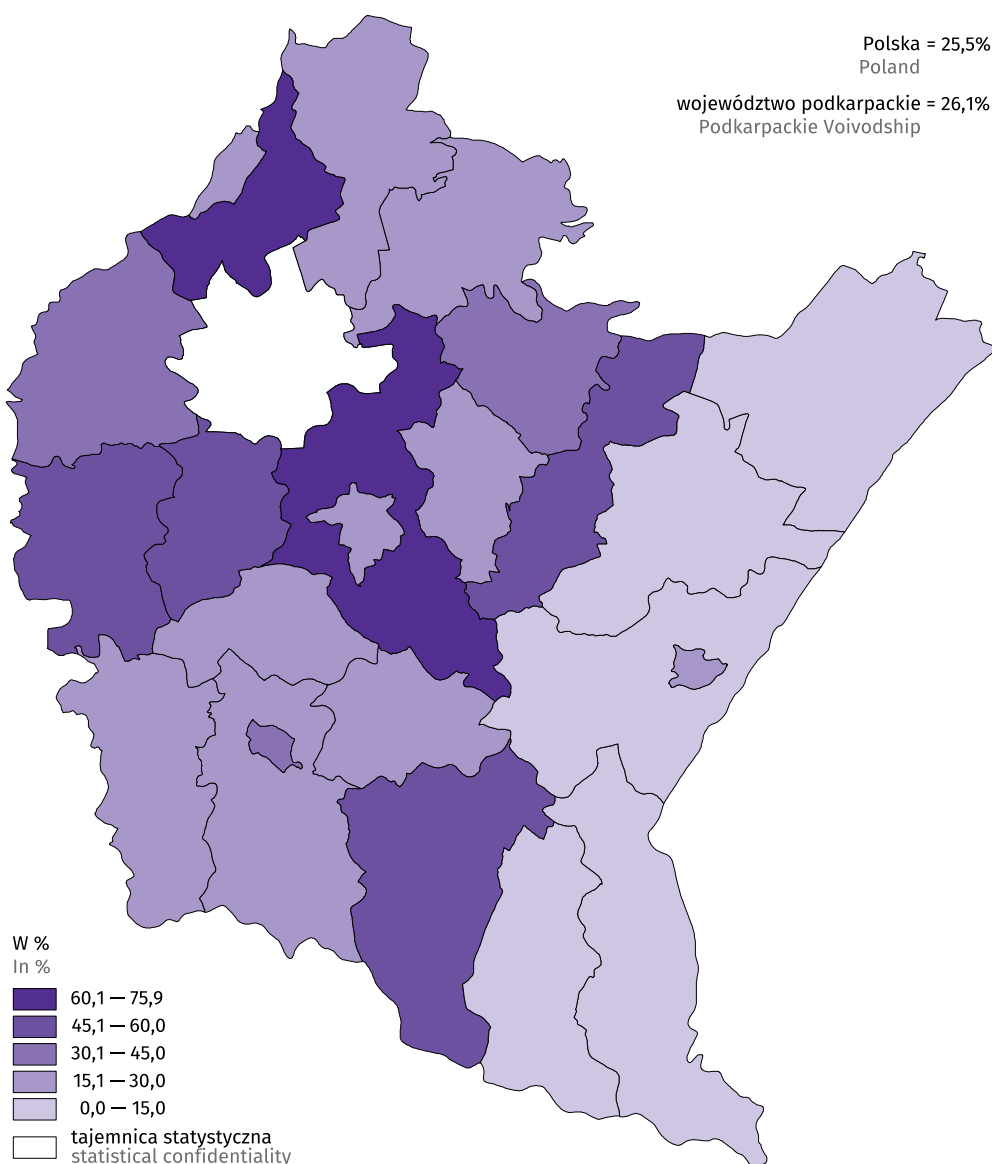 Polska = 25,5%
Poland
województwo podkarpackie = 26,1%
Podkarpackie Voivodship
W %
In %
60,1 — 75,9
45,1 — 60,0
30,1 — 45,0
15,1 — 30,0
0,0 — 15,0
tajemnica statystyczna
statistical confidentiality